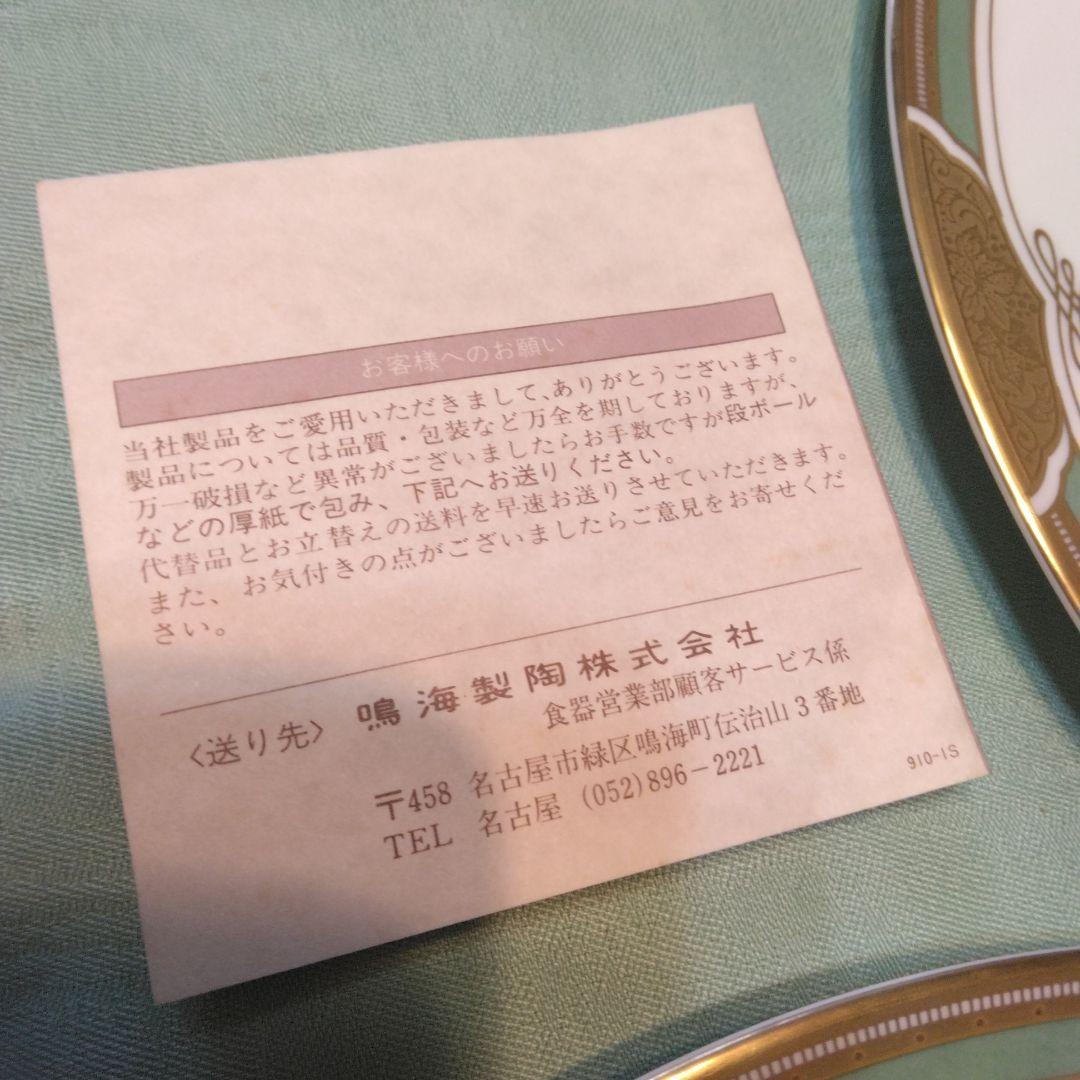 お客様へのお願い
当社製品をご愛用いただきまして、ありがとうございます。
製品については品質・包装など万全を期しておりますが、
万一破損など異常がございましたらお手数ですが段ボール
などの厚紙で包み、下記へお送りください。
代替品とお立替えの送料を早速お送りさせていただきます。
また、お気付きの点がございましたらご意見をお寄せくだ
さい。
〈送り先〉 鳴海製陶株式会社
食器営業部顧客サービス係
〒458 名古屋市緑区鳴海町伝治山3番地
TEL 名古屋 (052)896-2221
910-1S